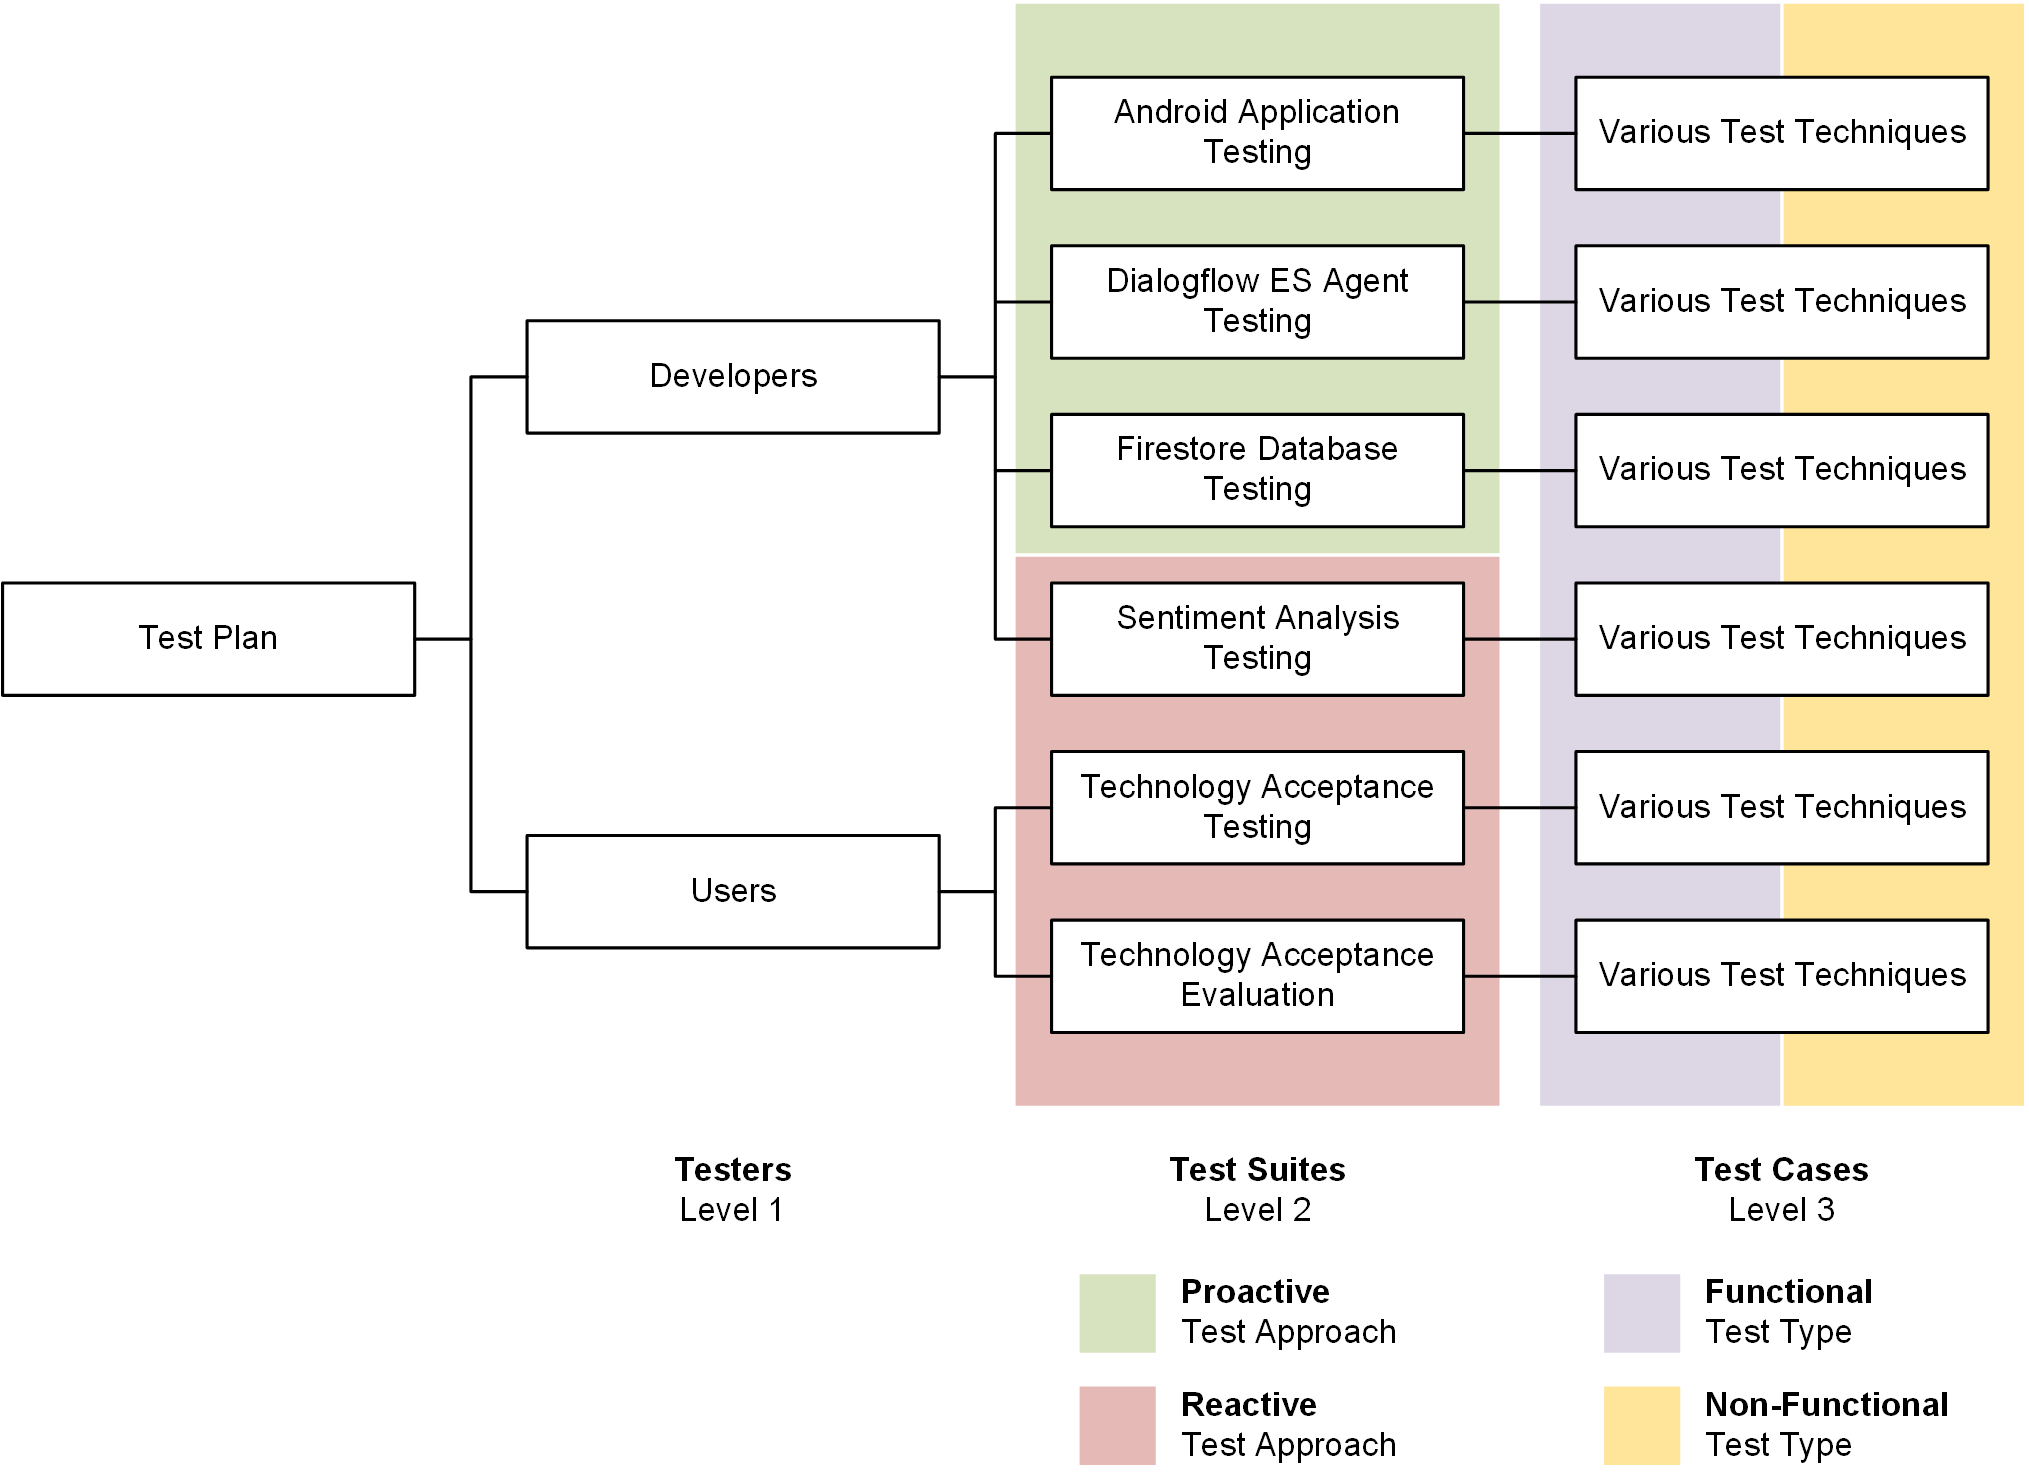 Android Application
Testing
Various Test Techniques
Dialogflow ES Agent
Testing
Various Test Techniques
Developers
Firestore Database
Testing
Various Test Techniques
Test Plan
Sentiment Analysis
Testing
Various Test Techniques
Technology Acceptance
Testing
Various Test Techniques
Users
Technology Acceptance
Evaluation
Various Test Techniques
Testers
Level 1
Test Suites
Level 2
Test Cases
Level 3
Proactive
Test Approach
Functional
Test Type
Reactive
Test Approach
Non-Functional
Test Type